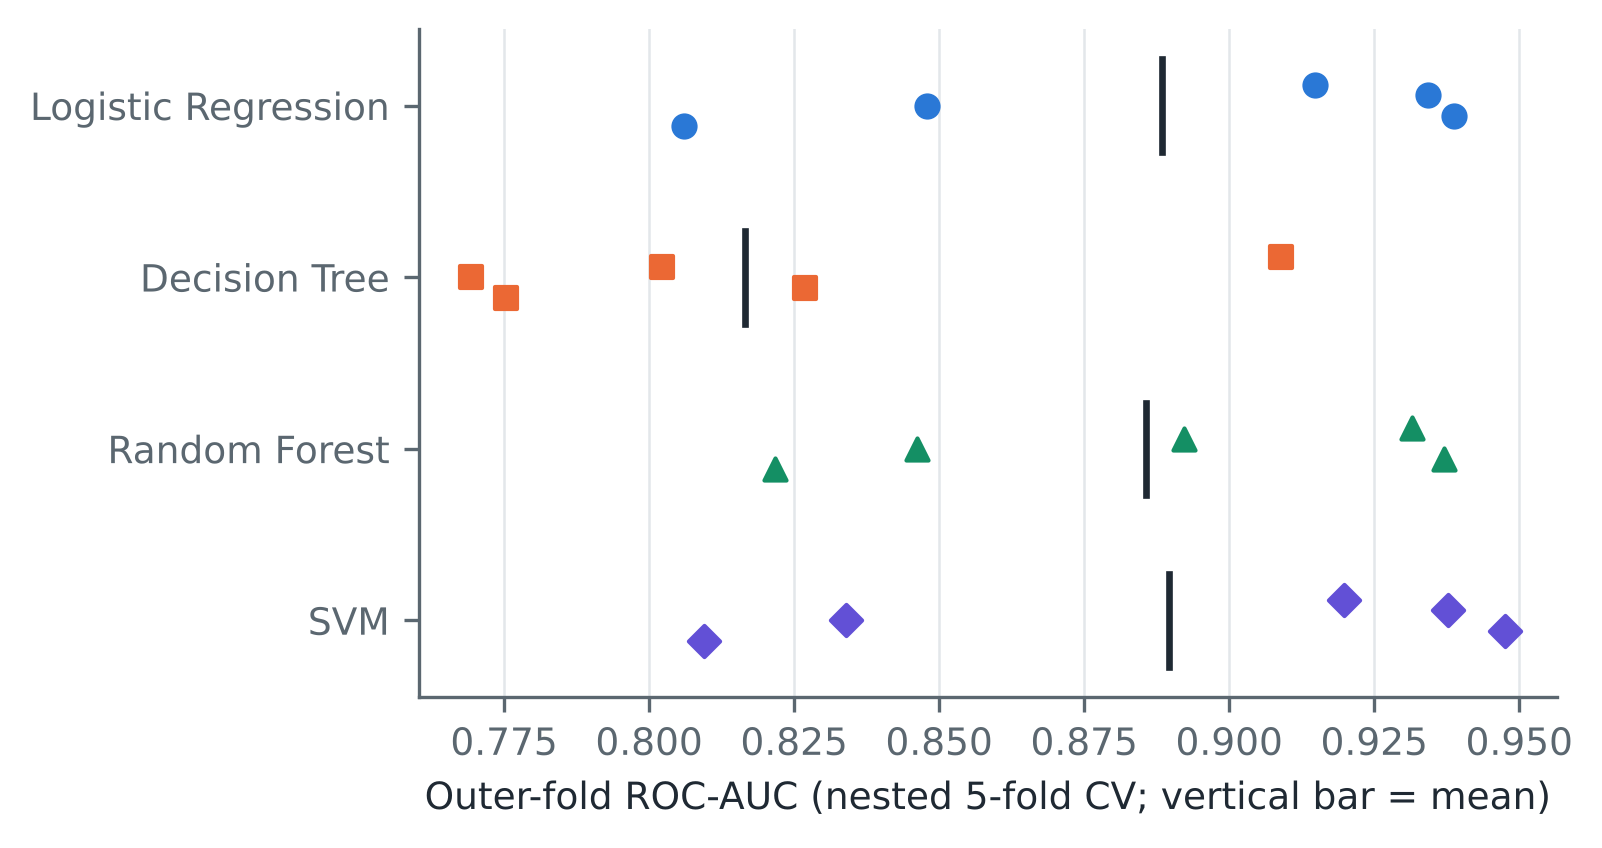 Logistic Regression
Decision Tree
Random Forest
SVM
0.775 0.800 0.825 0.850 0.875 0.900 0.925 0.950
Outer-fold ROC-AUC (nested 5-fold CV; vertical bar = mean)